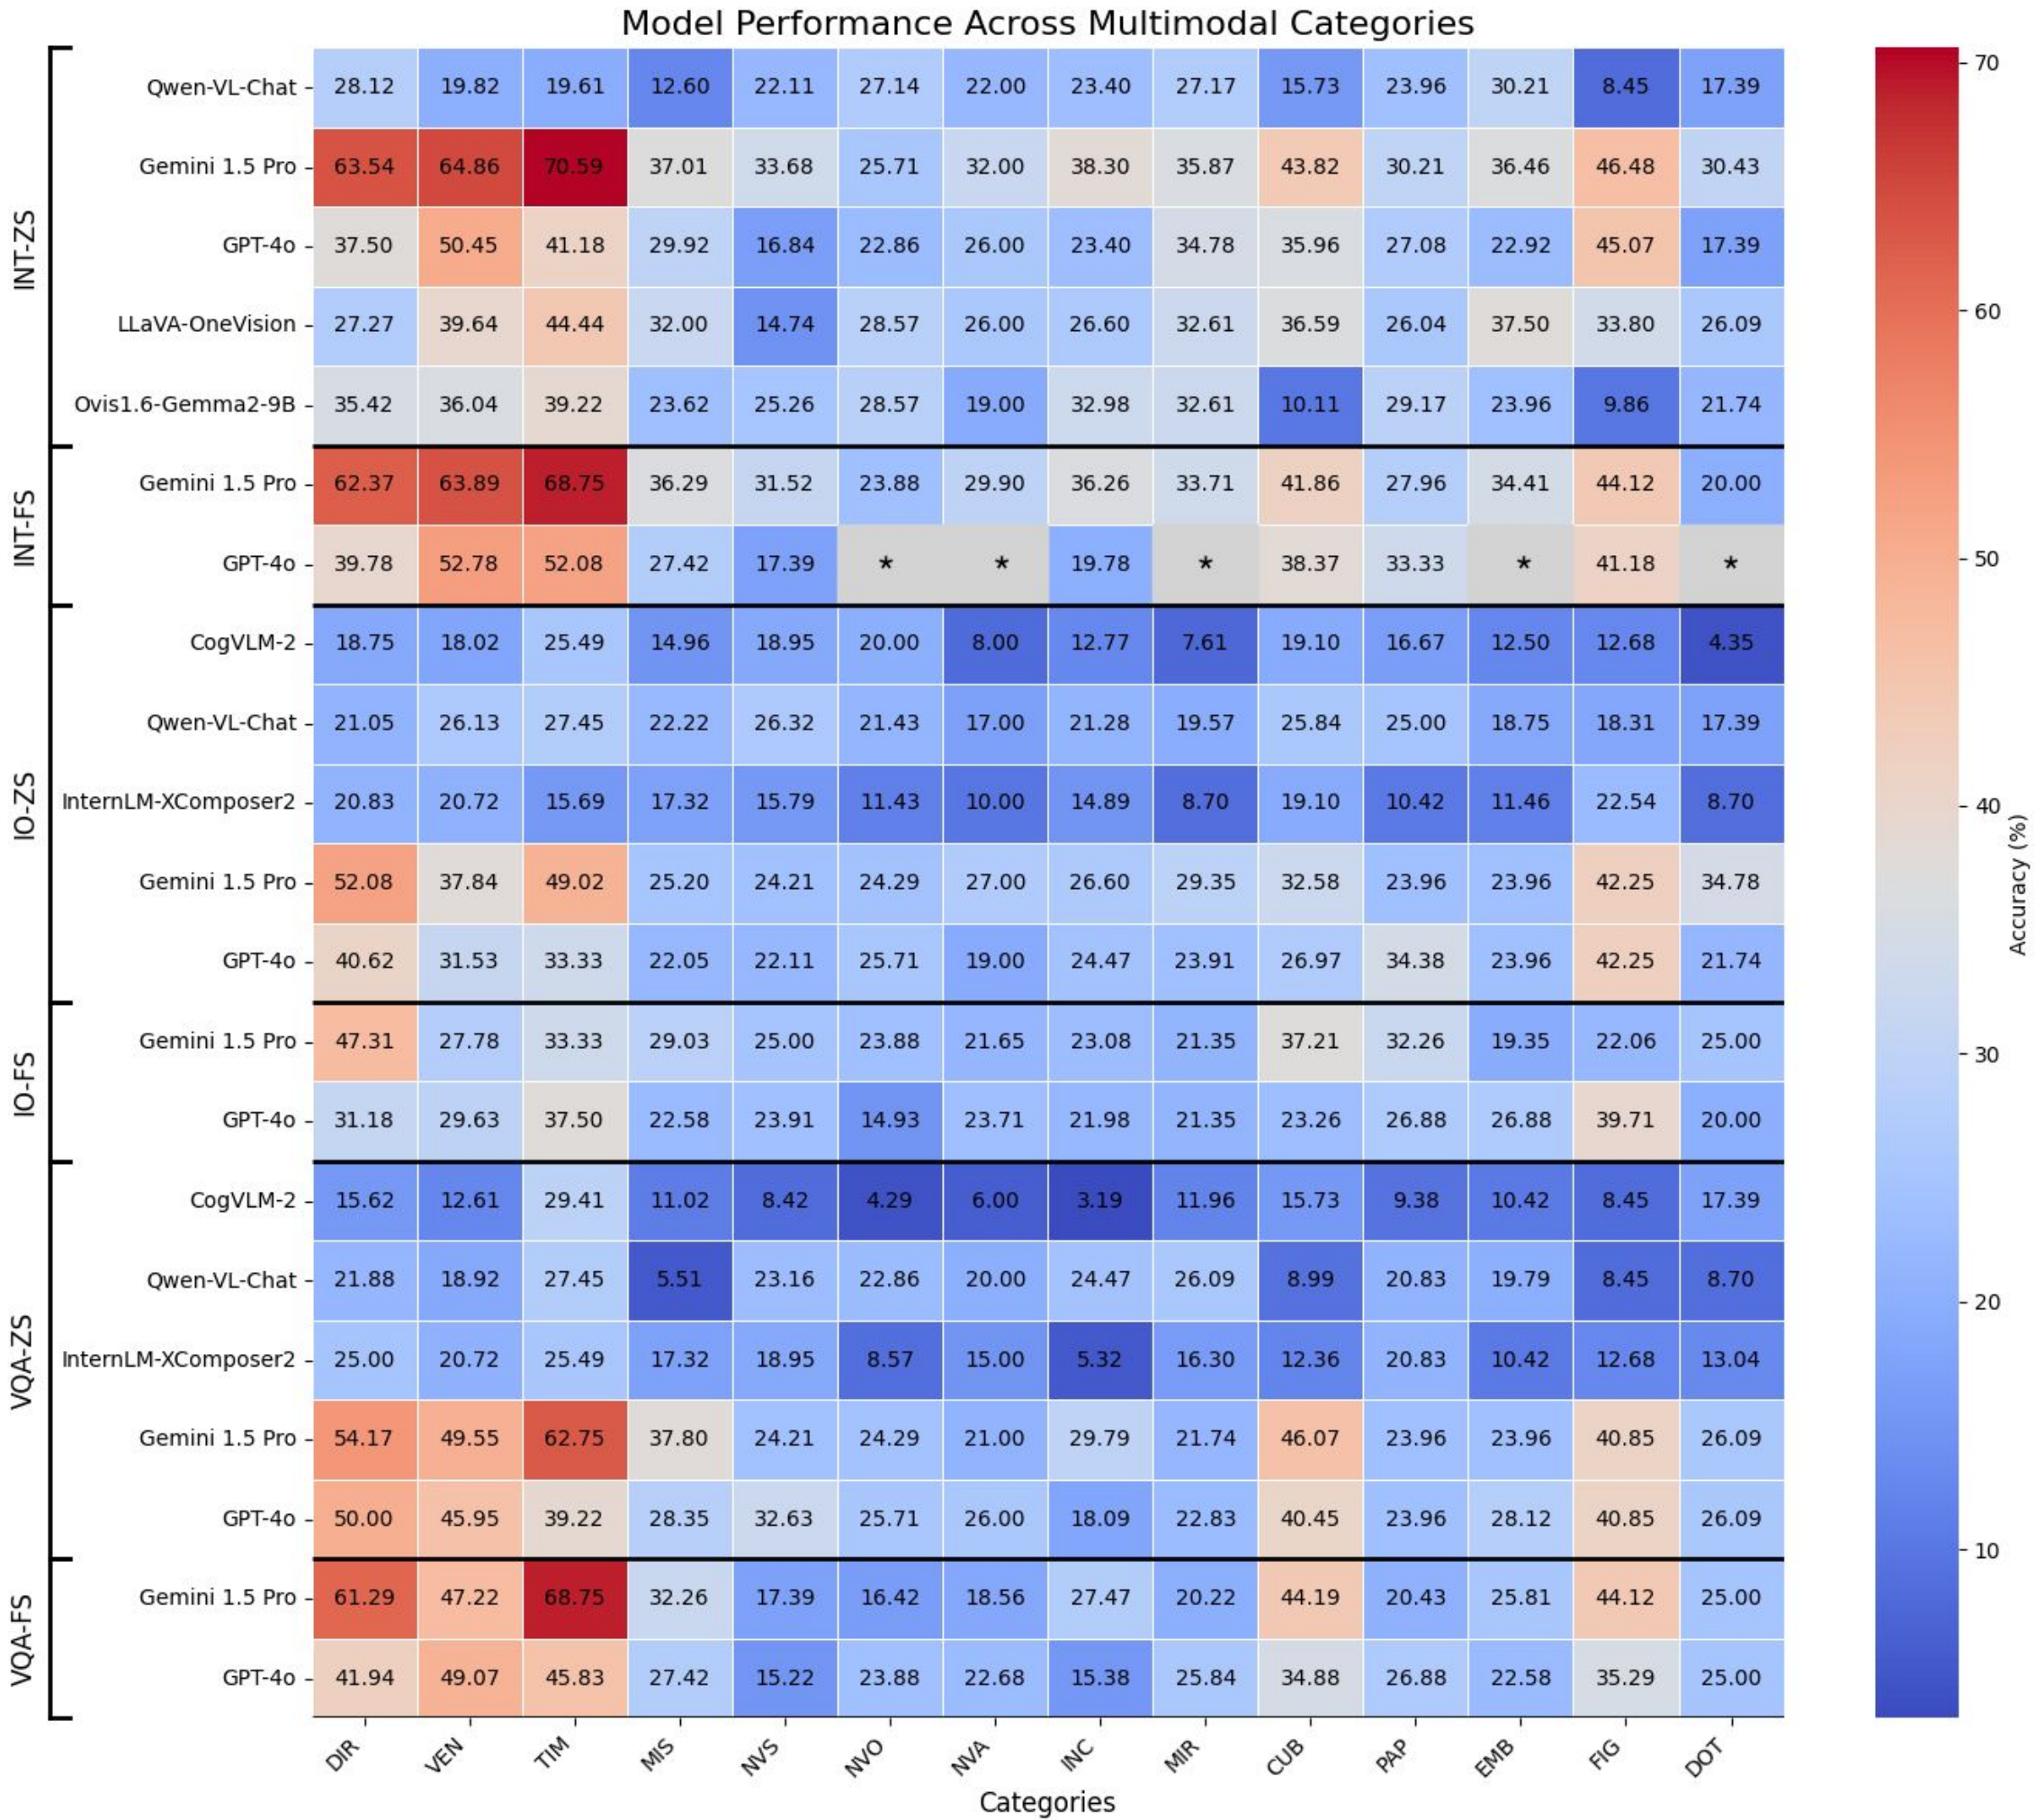 Model Performance Across Multimodal Categories
INT-ZS
Qwen-VL-Chat 28.12 19.82 19.61 12.60 22.11 27.14 22.00 23.40 27.17 15.73 23.96 30.21 8.45 17.39
Gemini 1.5 Pro 63.54 64.86 70.59 37.01 33.68 25.71 32.00 38.30 35.87 43.82 30.21 36.46 46.48 30.43
GPT-4o 37.50 50.45 41.18 29.92 16.84 22.86 26.00 23.40 34.78 35.96 27.08 22.92 45.07 17.39
LLaVA-OneVision 27.27 39.64 44.44 32.00 14.74 28.57 26.00 26.60 32.61 36.59 26.04 37.50 33.80 26.09
Ovis1.6-Gemma2-9B 35.42 36.04 39.22 23.62 25.26 28.57 19.00 32.98 32.61 10.11 29.17 23.96 9.86 21.74
INT-FS
Gemini 1.5 Pro 62.37 63.89 68.75 36.29 31.52 23.88 29.90 36.26 33.71 41.86 27.96 34.41 44.12 20.00
GPT-4o 39.78 52.78 52.08 27.42 17.39 * * 19.78 * 38.37 33.33 * 41.18 *
IO-ZS
CogVLM-2 18.75 18.02 25.49 14.96 18.95 20.00 8.00 12.77 7.61 19.10 16.67 12.50 12.68 4.35
Qwen-VL-Chat 21.05 26.13 27.45 22.22 26.32 21.43 17.00 21.28 19.57 25.84 25.00 18.75 18.31 17.39
InternLM-XComposer2 20.83 20.72 15.69 17.32 15.79 11.43 10.00 14.89 8.70 19.10 10.42 11.46 22.54 8.70
Gemini 1.5 Pro 52.08 37.84 49.02 25.20 24.21 24.29 27.00 26.60 29.35 32.58 23.96 23.96 42.25 34.78
GPT-4o 40.62 31.53 33.33 22.05 22.11 25.71 19.00 24.47 23.91 26.97 34.38 23.96 42.25 21.74
IO-FS
Gemini 1.5 Pro 47.31 27.78 33.33 29.03 25.00 23.88 21.65 23.08 21.35 37.21 32.26 19.35 22.06 25.00
GPT-4o 31.18 29.63 37.50 22.58 23.91 14.93 23.71 21.98 21.35 23.26 26.88 26.88 39.71 20.00
VQA-ZS
CogVLM-2 15.62 12.61 29.41 11.02 8.42 4.29 6.00 3.19 11.96 15.73 9.38 10.42 8.45 17.39
Qwen-VL-Chat 21.88 18.92 27.45 5.51 23.16 22.86 20.00 24.47 26.09 8.99 20.83 19.79 8.45 8.70
InternLM-XComposer2 25.00 20.72 25.49 17.32 18.95 8.57 15.00 5.32 16.30 12.36 20.83 10.42 12.68 13.04
Gemini 1.5 Pro 54.17 49.55 62.75 37.80 24.21 24.29 21.00 29.79 21.74 46.07 23.96 23.96 40.85 26.09
GPT-4o 50.00 45.95 39.22 28.35 32.63 25.71 26.00 18.09 22.83 40.45 23.96 28.12 40.85 26.09
VQA-FS
Gemini 1.5 Pro 61.29 47.22 68.75 32.26 17.39 16.42 18.56 27.47 20.22 44.19 20.43 25.81 44.12 25.00
GPT-4o 41.94 49.07 45.83 27.42 15.22 23.88 22.68 15.38 25.84 34.88 26.88 22.58 35.29 25.00
DIR VEN TIM MIS NVS NVO NVA INC MIR CUB PAP EMB FIG DOT
Categories
70
60
50
40
30
20
10
Accuracy (%)